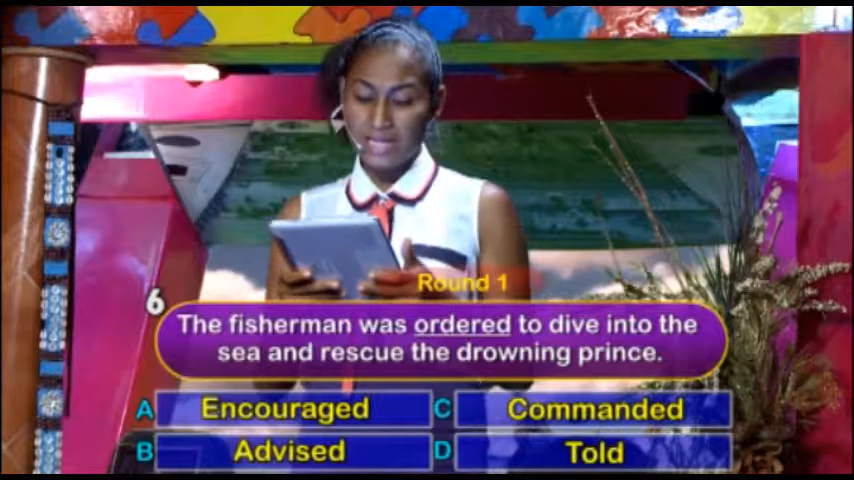 Round 1
6
The fisherman was ordered to dive into the
sea and rescue the drowning prince.
A Encouraged
C Commanded
B Advised
D Told